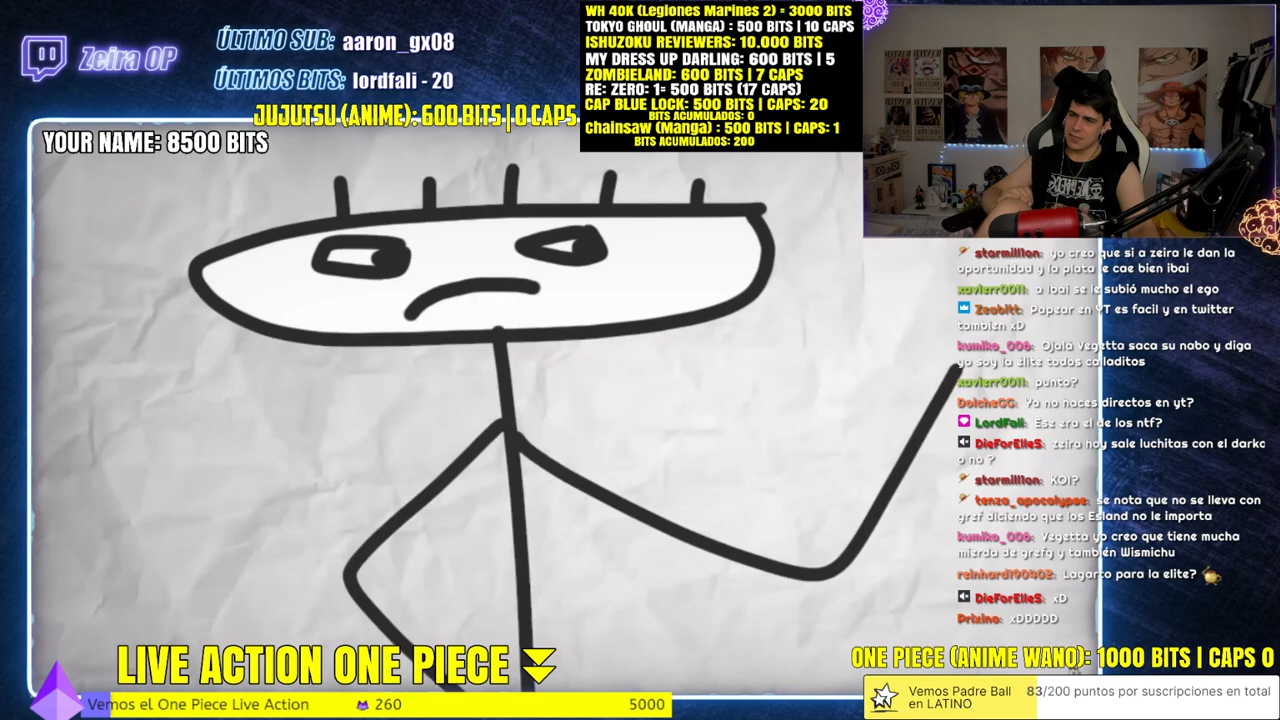 Zeira OP
ÚLTIMO SUB: aaron_gx08
ÚLTIMOS BITS: lordfali - 20
JUJUTSU (ANIME): 600 BITS | 0 CAPS
YOUR NAME: 8500 BITS
WH 40K (Legiones Marines 2) = 3000 BITS
TOKYO GHOUL (MANGA) : 500 BITS | 10 CAPS
ISHUZOKU REVIEWERS: 10.000 BITS
MY DRESS UP DARLING: 600 BITS | 5
ZOMBIELAND: 600 BITS | 7 CAPS
RE: ZERO: 1= 500 BITS (17 CAPS)
CAP BLUE LOCK: 500 BITS | CAPS: 20
BITS ACUMULADOS: 0
Chainsaw (Manga) : 500 BITS | CAPS: 1
BITS ACUMULADOS: 200
starmill1on: yo creo que si a zeira le dan la
oportunidad y la plata le cae bien ibai
xavierr0011: a Ibai se le subió mucho el ego
Zeabitt: Papear en YT es facil y en twitter
tambien xD
kumiko_006: Ojalá Vegetta saca su nabo y diga
yo soy la élite todos calladitos
xavierr0011: punto?
DolcheGG: Ya no haces directos en yt?
LordFali: Ese era el de los ntf?
DieForElleS: zeira hoy sale luchitas con el darko
o no ?
starmill1on: KOI?
tenza_apocalypse: se nota que no se lleva con
gref diciendo que los Esland no le importa
kumiko_006: Vegetta yo creo que tiene mucha
mierda de grefg y también Wismichu
reinhard190402: Lagarto para la elite?
DieForElleS: xD
Prixino: xDDDDD
LIVE ACTION ONE PIECE
Vemos el One Piece Live Action 260 5000
ONE PIECE (ANIME WANO): 1000 BITS | CAPS 0
Vemos Padre Ball
en LATINO
83/200 puntos por suscripciones en total